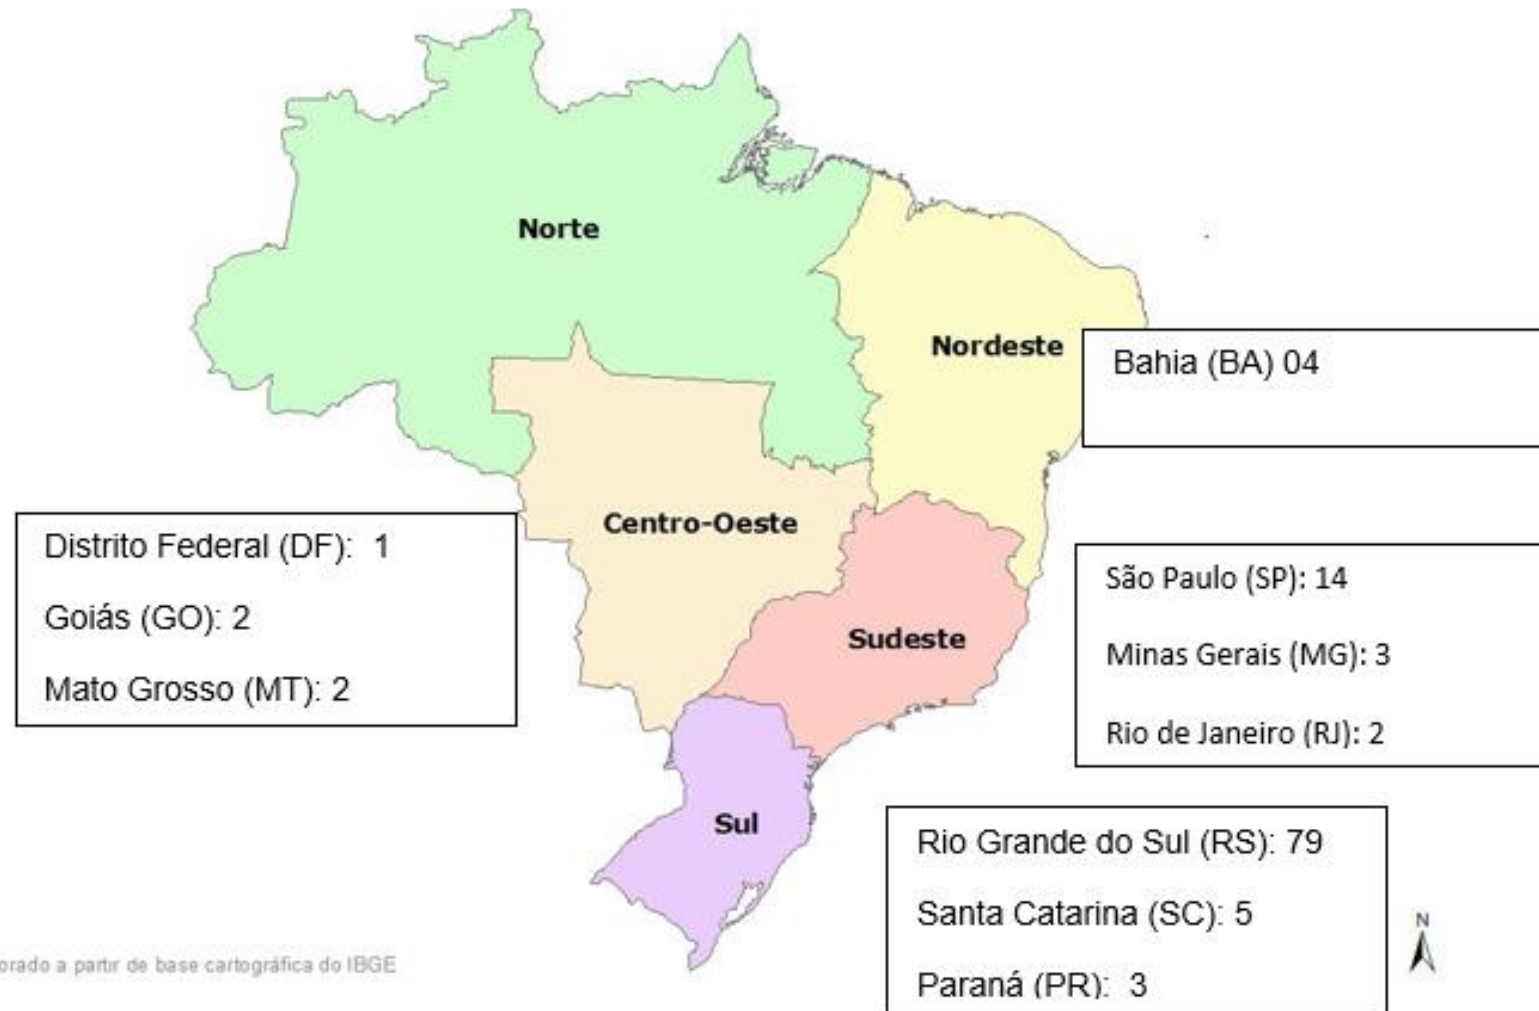 Norte
Nordeste
Bahia (BA) 04
Centro-Oeste
Distrito Federal (DF): 1
Goiás (GO): 2
Mato Grosso (MT): 2
São Paulo (SP): 14
Minas Gerais (MG): 3
Rio de Janeiro (RJ): 2
Sudeste
Sul
Rio Grande do Sul (RS): 79
Santa Catarina (SC): 5
Paraná (PR): 3
N
orado a partir de base cartográfica do IBGE